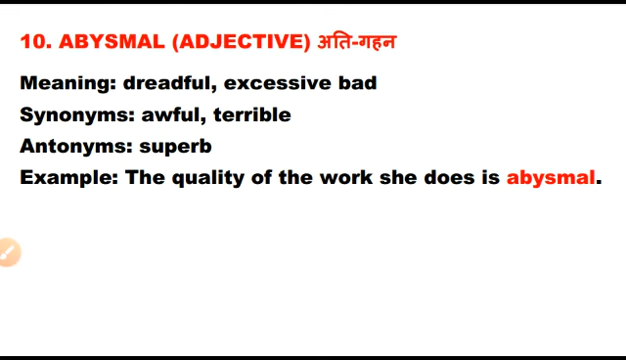 10. ABYSMAL (ADJECTIVE) अति-गहन
Meaning: dreadful, excessive bad
Synonyms: awful, terrible
Antonyms: superb
Example: The quality of the work she does is abysmal.